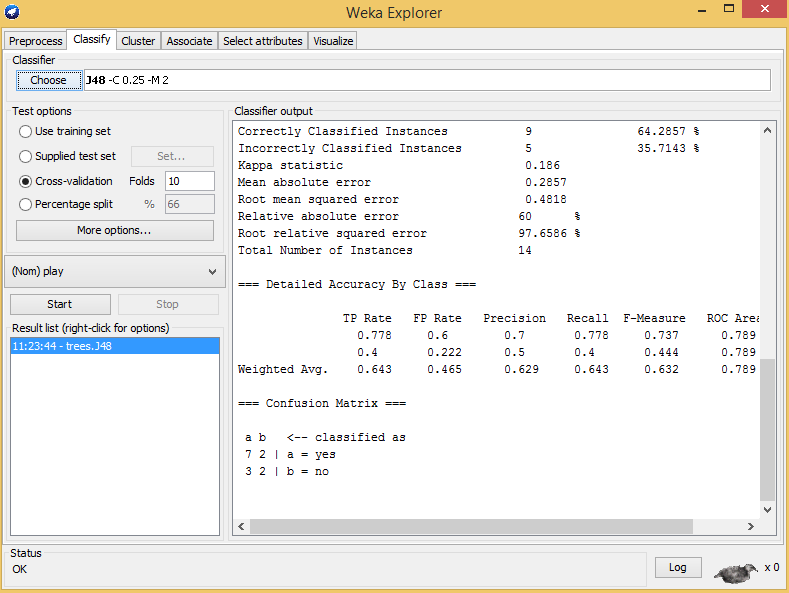 Weka Explorer
Preprocess Classify Cluster Associate Select attributes Visualize
Classifier
Choose J48 -C 0.25 -M 2
Test options
Use training set
Supplied test set Set...
Cross-validation Folds 10
Percentage split % 66
More options...
(Nom) play
Start Stop
Result list (right-click for options)
11:23:44 - trees.J48
Classifier output
Correctly Classified Instances 9 64.2857 %
Incorrectly Classified Instances 5 35.7143 %
Kappa statistic 0.186
Mean absolute error 0.2857
Root mean squared error 0.4818
Relative absolute error 60 %
Root relative squared error 97.6586 %
Total Number of Instances 14
=== Detailed Accuracy By Class ===
TP Rate FP Rate Precision Recall F-Measure ROC Area
0.778 0.6 0.7 0.778 0.737 0.789
0.4 0.222 0.5 0.4 0.444 0.789
Weighted Avg. 0.643 0.465 0.629 0.643 0.632 0.789
=== Confusion Matrix ===
a b <-- classified as
7 2 | a = yes
3 2 | b = no
Status
OK
Log x 0